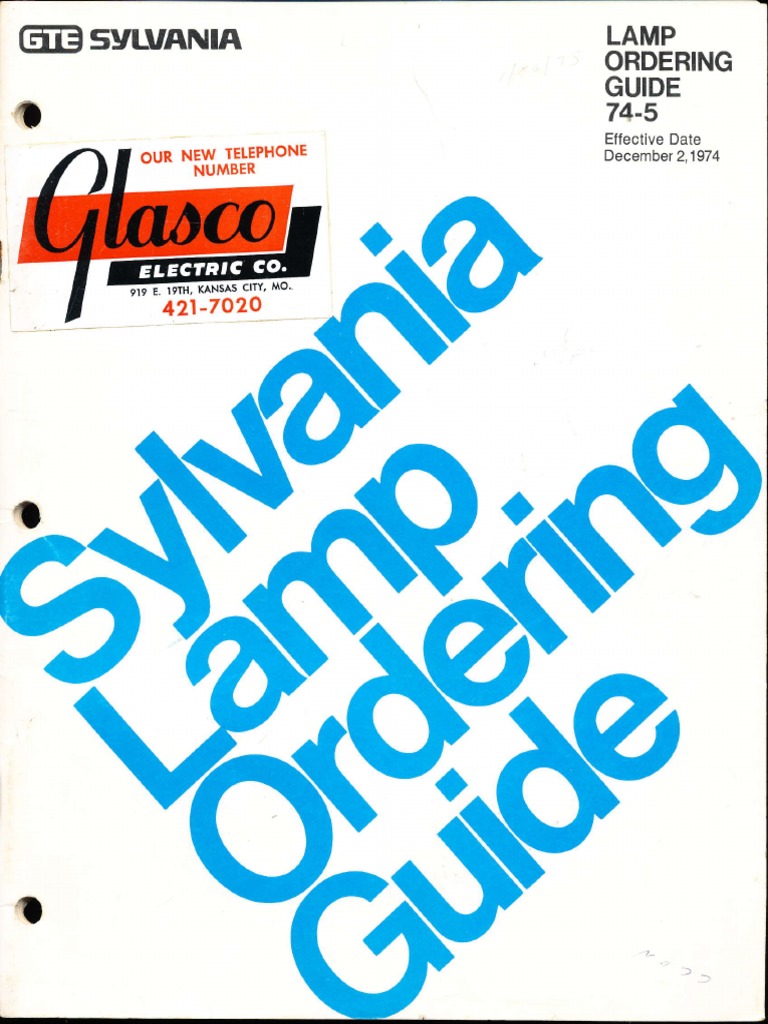 GTE SYLVANIA
LAMP
ORDERING
GUIDE
74-5
Effective Date
December 2, 1974
OUR NEW TELEPHONE
NUMBER
Glasco
ELECTRIC CO.
919 E. 19TH, KANSAS CITY, MO..
421-7020
Sylvania
Lamp
Ordering
Guide